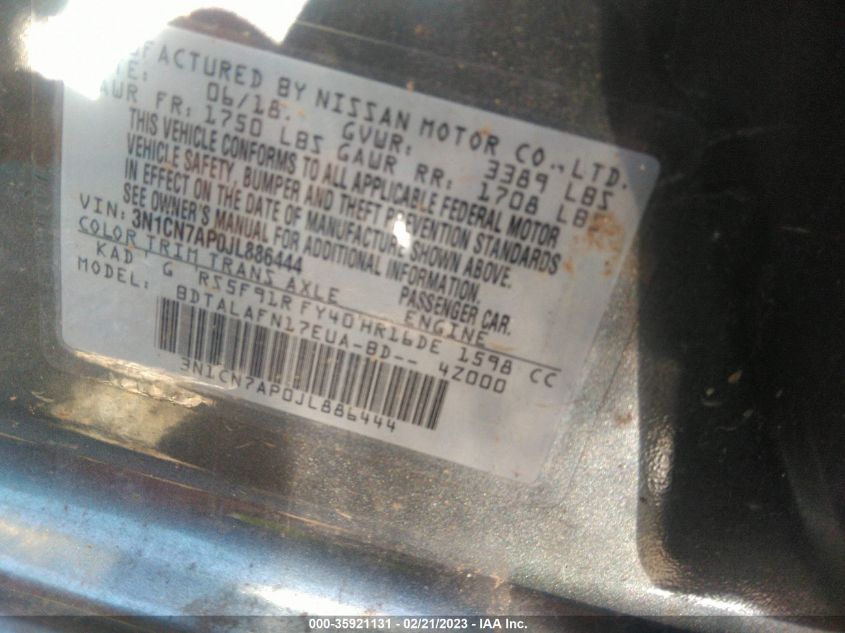 FACTURED BY NISSAN MOTOR CO., LTD.
TE: 06/18. GVWR: 3389 LBS
GAUR FR: 1750 LBS GAWR RR: 1708 LBS
THIS VEHICLE CONFORMS TO ALL APPLICABLE FEDERAL MOTOR
VEHICLE SAFETY, BUMPER AND THEFT PREVENTION STANDARDS
IN EFFECT ON THE DATE OF MANUFACTURE SHOWN ABOVE.
SEE OWNER'S MANUAL FOR ADDITIONAL INFORMATION.
VIN: 3N1CN7AP0JL886444 PASSENGER CAR.
COLOR TRIM TRANS AXLE ENGINE
KAD G RS5F91R FY40 HR16DE 1598 CC
MODEL: BDTALAFN17EUA-BD-- 4Z000
3N1CN7AP0JL886444
000-35921131 - 02/21/2023 - IAA Inc.